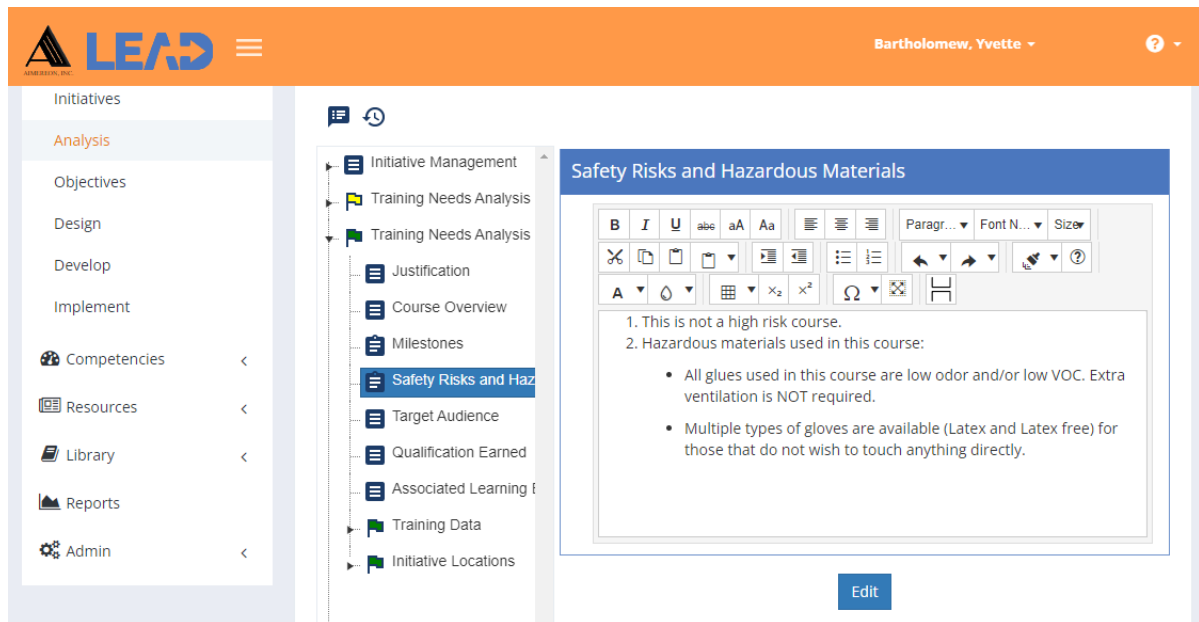 AIMEREON, INC.
LEAD
Bartholomew, Yvette
Initiatives
Analysis
Objectives
Design
Develop
Implement
Competencies
Resources
Library
Reports
Admin
Initiative Management
Training Needs Analysis
Training Needs Analysis
Justification
Course Overview
Milestones
Safety Risks and Haz
Target Audience
Qualification Earned
Associated Learning E
Training Data
Initiative Locations
Safety Risks and Hazardous Materials
B I U abc aA Aa Paragr... Font N... Size
A X₂ X² Ω
1. This is not a high risk course.
2. Hazardous materials used in this course:
• All glues used in this course are low odor and/or low VOC. Extra
ventilation is NOT required.
• Multiple types of gloves are available (Latex and Latex free) for
those that do not wish to touch anything directly.
Edit